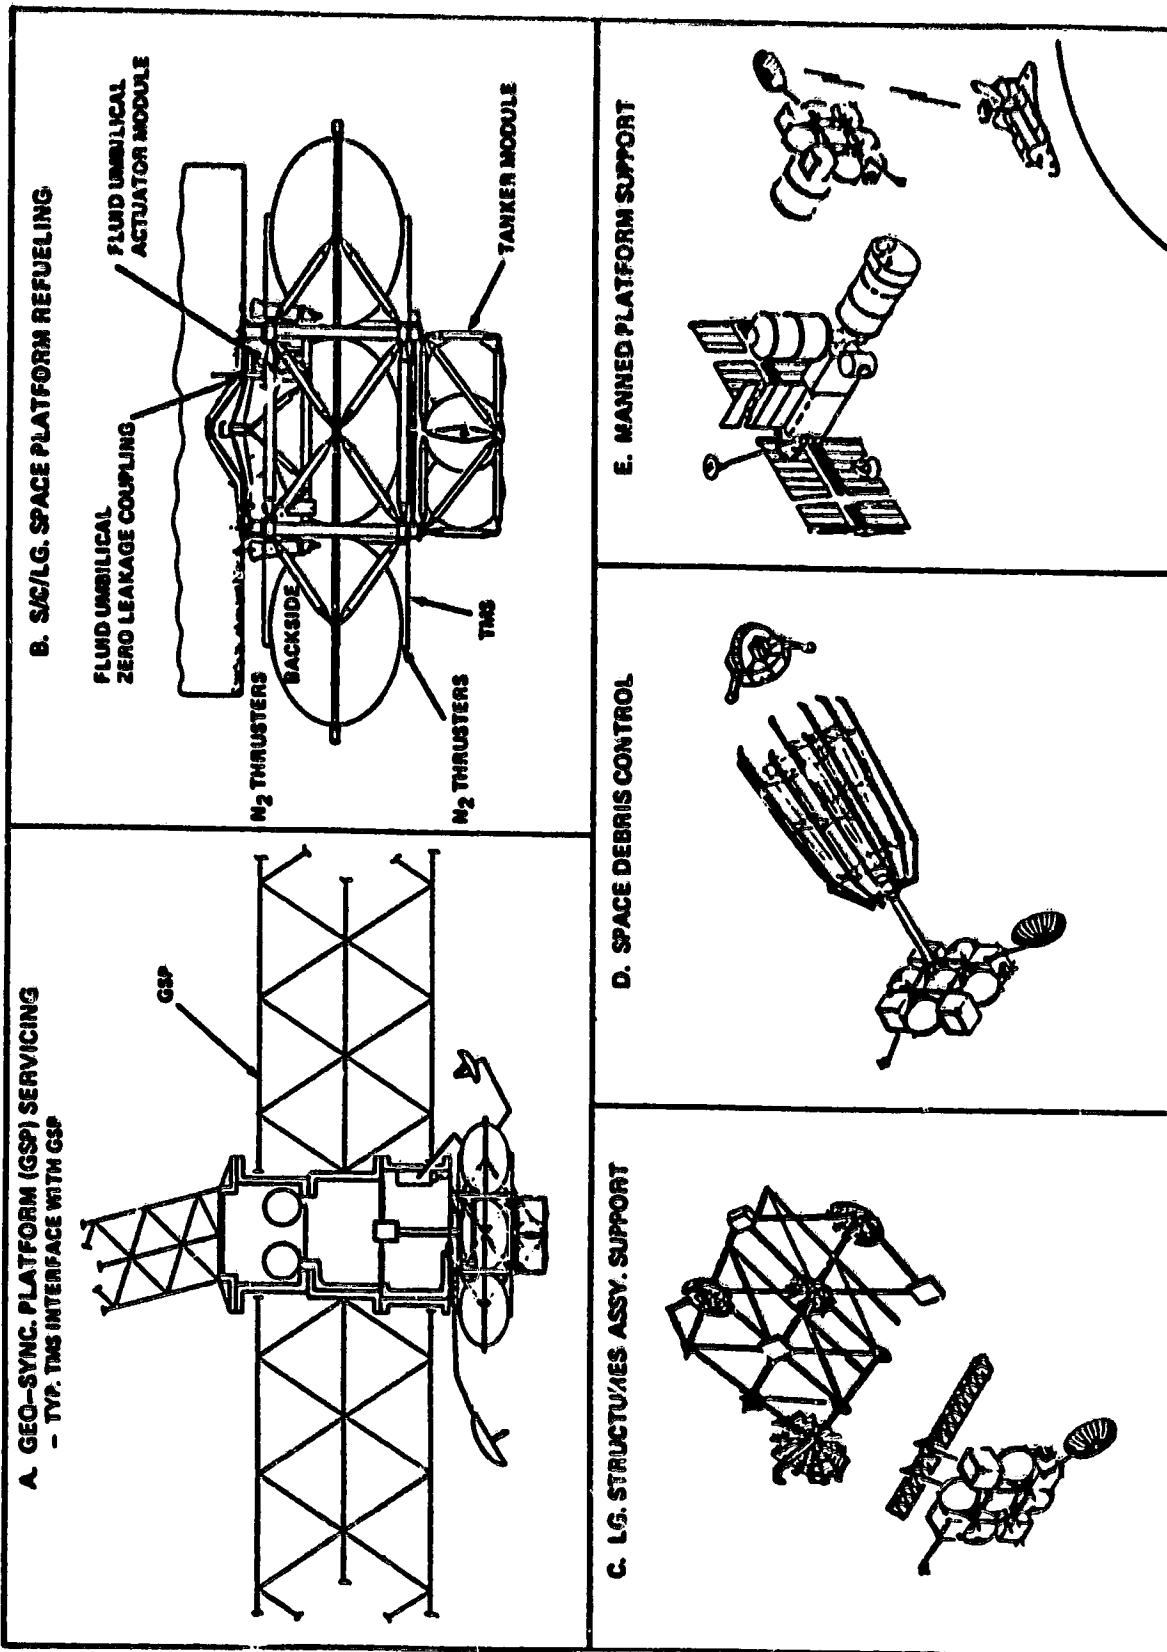 A. GEO-SYNC. PLATFORM (GSP) SERVICING
– TYP. TMS INTERFACE WITH GSP
GSP
B. S/C/LG. SPACE PLATFORM REFUELING
FLUID UMBILICAL
ZERO LEAKAGE COUPLING
FLUID UMBILICAL
ACTUATOR MODULE
N2 THRUSTERS
BACKSIDE
N2 THRUSTERS
TMS
TANKER MODULE
C. LG. STRUCTURES ASSY. SUPPORT
D. SPACE DEBRIS CONTROL
E. MANNED PLATFORM SUPPORT